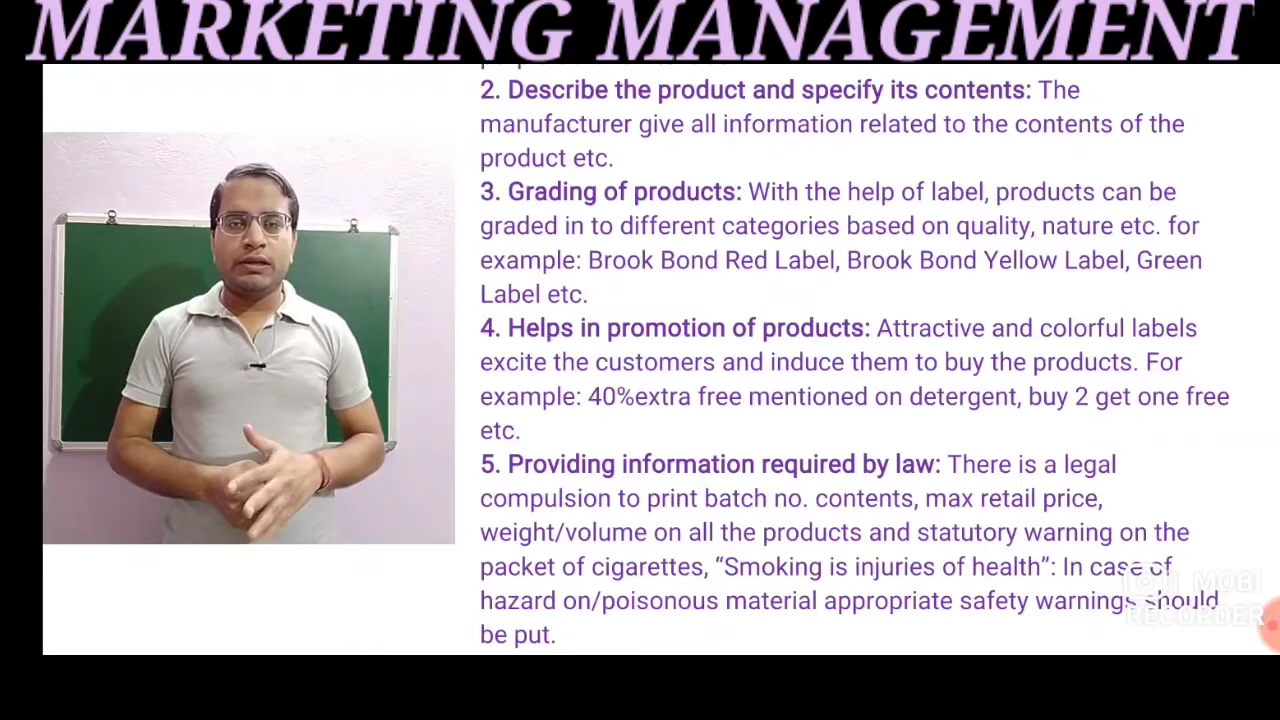 MARKETING MANAGEMENT
2. Describe the product and specify its contents: The
manufacturer give all information related to the contents of the
product etc.
3. Grading of products: With the help of label, products can be
graded in to different categories based on quality, nature etc. for
example: Brook Bond Red Label, Brook Bond Yellow Label, Green
Label etc.
4. Helps in promotion of products: Attractive and colorful labels
excite the customers and induce them to buy the products. For
example: 40%extra free mentioned on detergent, buy 2 get one free
etc.
5. Providing information required by law: There is a legal
compulsion to print batch no. contents, max retail price,
weight/volume on all the products and statutory warning on the
packet of cigarettes, “Smoking is injuries of health”: In case of
hazard on/poisonous material appropriate safety warnings should
be put.
MOBI
RECORDER